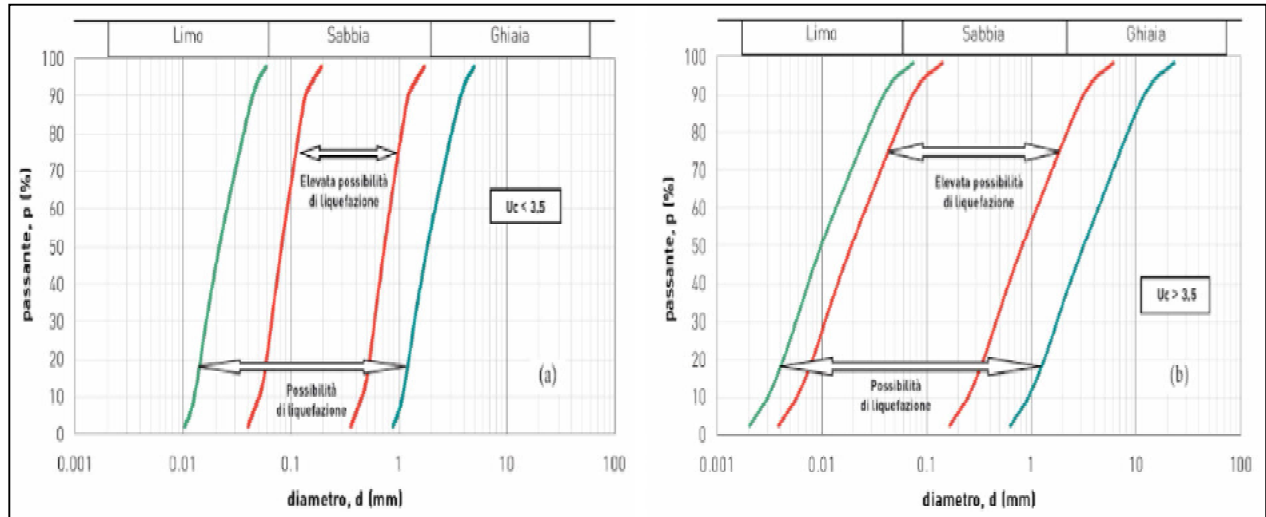 Limo Sabbia Ghiaia
100
90
80
70
60
50
40
30
20
10
0
passante, p (%)
Elevata possibilità
di liquefazione
Uc < 3.5
Possibilità
di liquefazione
(a)
0.001 0.01 0.1 1 10 100
diametro, d (mm)
Limo Sabbia Ghiaia
100
90
80
70
60
50
40
30
20
10
0
passante, p (%)
Elevata possibilità
di liquefazione
Uc > 3,5
Possibilità
di liquefazione
(b)
0.001 0.01 0.1 1 10 100
diametro, d (mm)